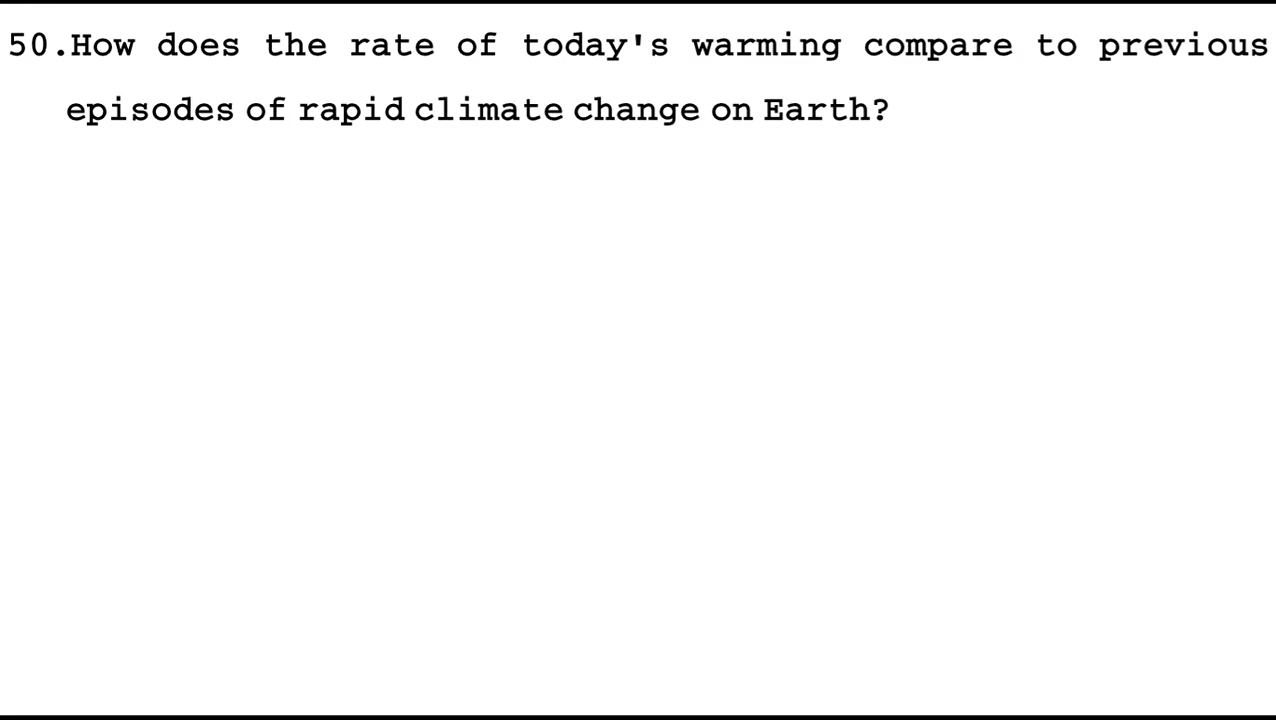 50.How does the rate of today's warming compare to previous
episodes of rapid climate change on Earth?